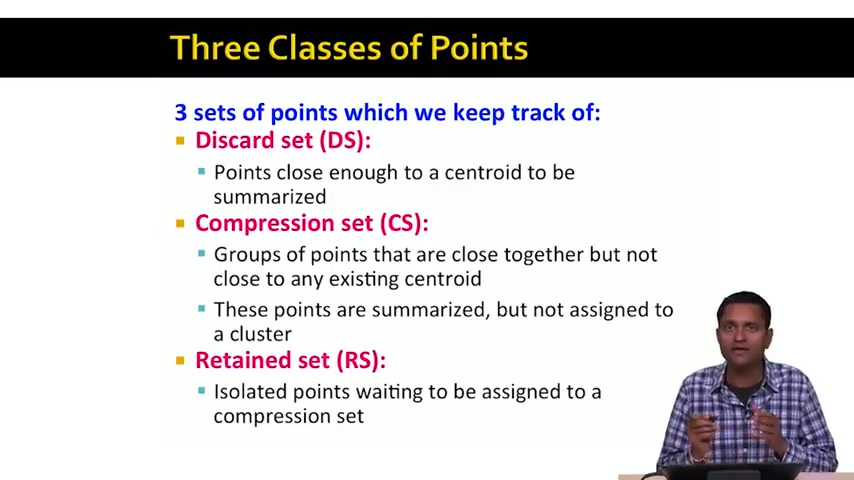 Three Classes of Points
3 sets of points which we keep track of:
Discard set (DS):
Points close enough to a centroid to be
summarized
Compression set (CS):
Groups of points that are close together but not
close to any existing centroid
These points are summarized, but not assigned to
a cluster
Retained set (RS):
Isolated points waiting to be assigned to a
compression set